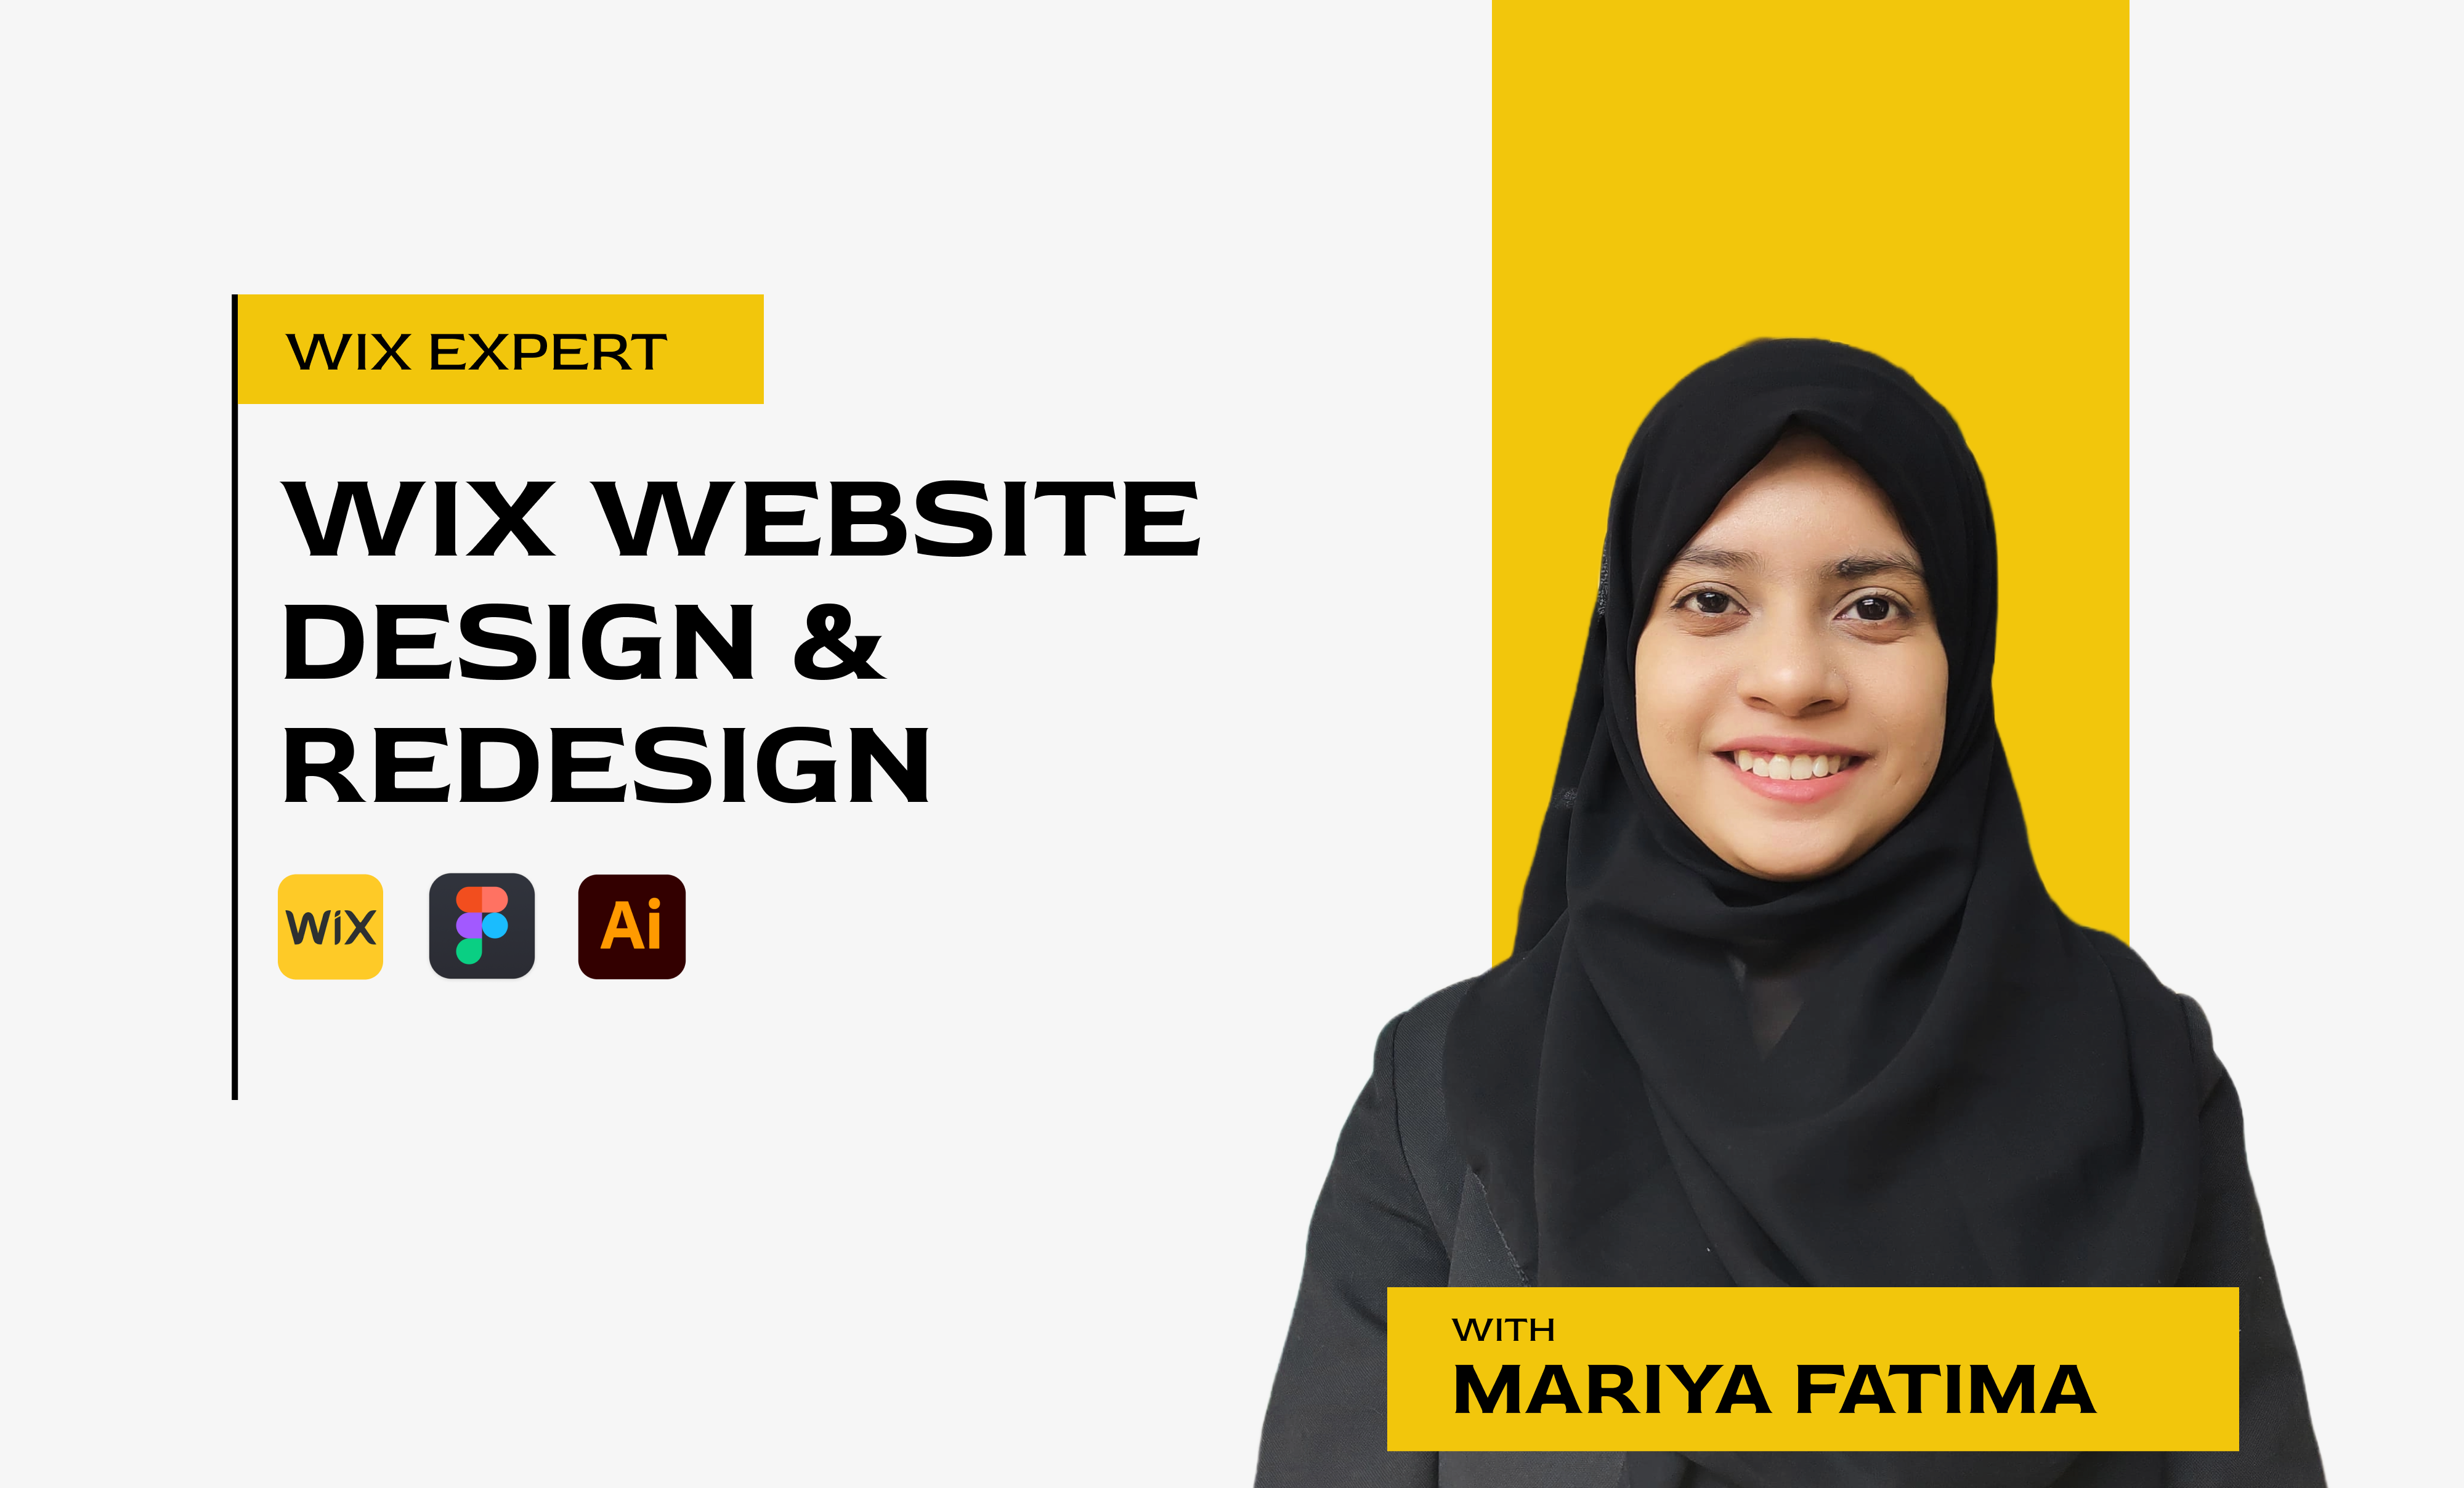 WIX EXPERT
WIX WEBSITE
DESIGN &
REDESIGN
WiX
Ai
WITH
MARIYA FATIMA